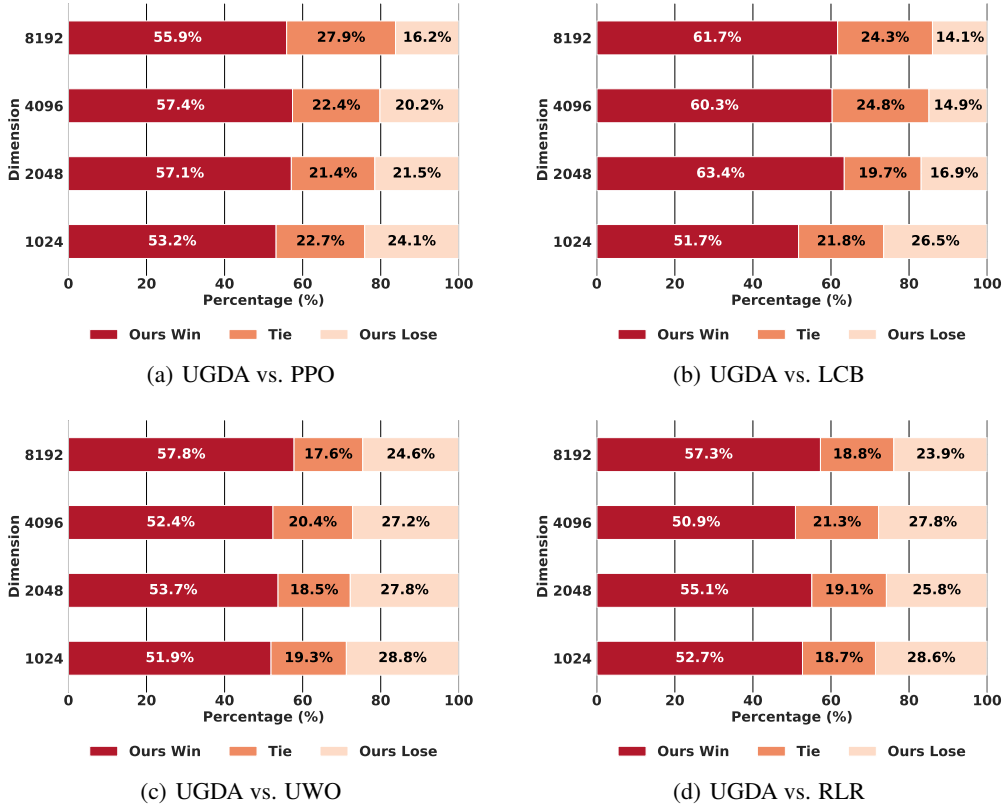 Dimension
8192 55.9% 27.9% 16.2%
4096 57.4% 22.4% 20.2%
2048 57.1% 21.4% 21.5%
1024 53.2% 22.7% 24.1%
0 20 40 60 80 100
Percentage (%)
Ours Win Tie Ours Lose
(a) UGDA vs. PPO
Dimension
8192 61.7% 24.3% 14.1%
4096 60.3% 24.8% 14.9%
2048 63.4% 19.7% 16.9%
1024 51.7% 21.8% 26.5%
0 20 40 60 80 100
Percentage (%)
Ours Win Tie Ours Lose
(b) UGDA vs. LCB
Dimension
8192 57.8% 17.6% 24.6%
4096 52.4% 20.4% 27.2%
2048 53.7% 18.5% 27.8%
1024 51.9% 19.3% 28.8%
0 20 40 60 80 100
Percentage (%)
Ours Win Tie Ours Lose
(c) UGDA vs. UWO
Dimension
8192 57.3% 18.8% 23.9%
4096 50.9% 21.3% 27.8%
2048 55.1% 19.1% 25.8%
1024 52.7% 18.7% 28.6%
0 20 40 60 80 100
Percentage (%)
Ours Win Tie Ours Lose
(d) UGDA vs. RLR